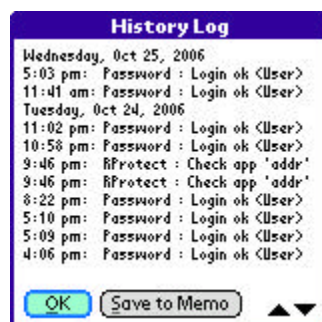 History Log
Wednesday, Oct 25, 2006
5:03 pm: Password : Login ok <User>
11:41 am: Password : Login ok <User>
Tuesday, Oct 24, 2006
11:02 pm: Password : Login ok <User>
10:58 pm: Password : Login ok <User>
9:46 pm: RProtect : Check app 'addr'
9:46 pm: RProtect : Check app 'addr'
8:22 pm: Password : Login ok <User>
5:10 pm: Password : Login ok <User>
5:09 pm: Password : Login ok <User>
4:06 pm: Password : Login ok <User>
OK Save to Memo